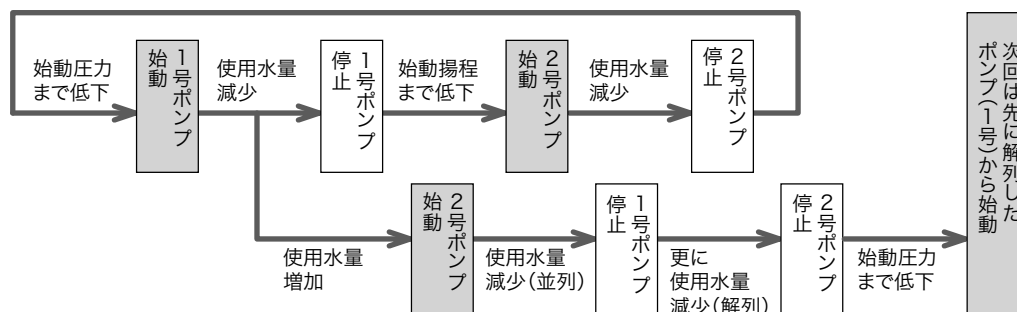 始動圧力
まで低下
1号ポンプ
始動
使用水量
減少
1号ポンプ
停止
始動揚程
まで低下
2号ポンプ
始動
使用水量
減少
2号ポンプ
停止
使用水量
増加
2号ポンプ
始動
使用水量
減少(並列)
1号ポンプ
停止
更に
使用水量
減少(解列)
2号ポンプ
停止
始動圧力
まで低下
次回は先に解列した
ポンプ(1号)から始動